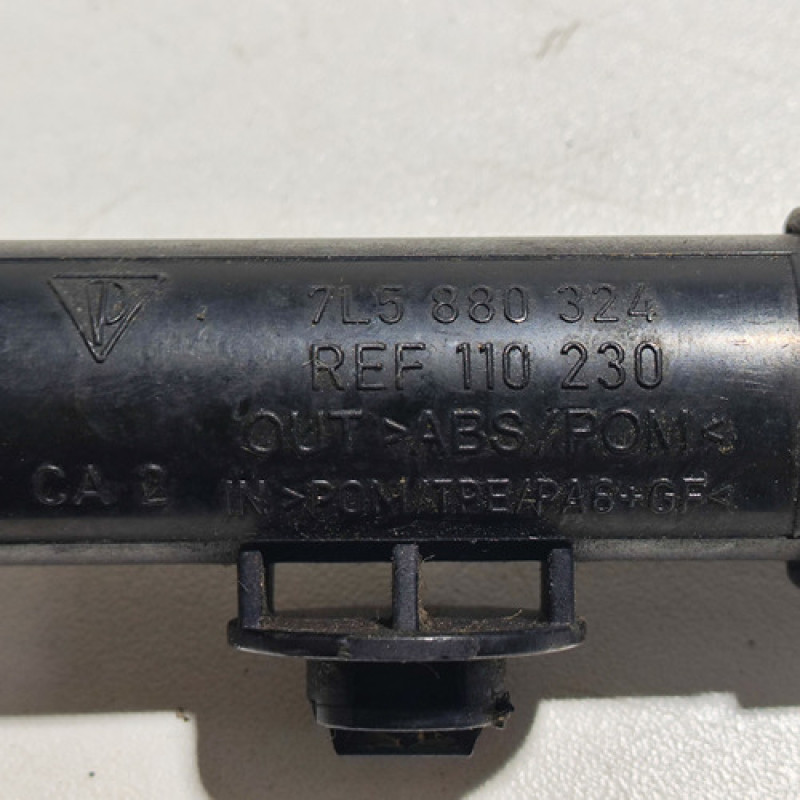 P
7L5 880 324
REF 110 230
OUT >ABS/POM<
CA 2
IN >POM/TPE/PA6+GF<